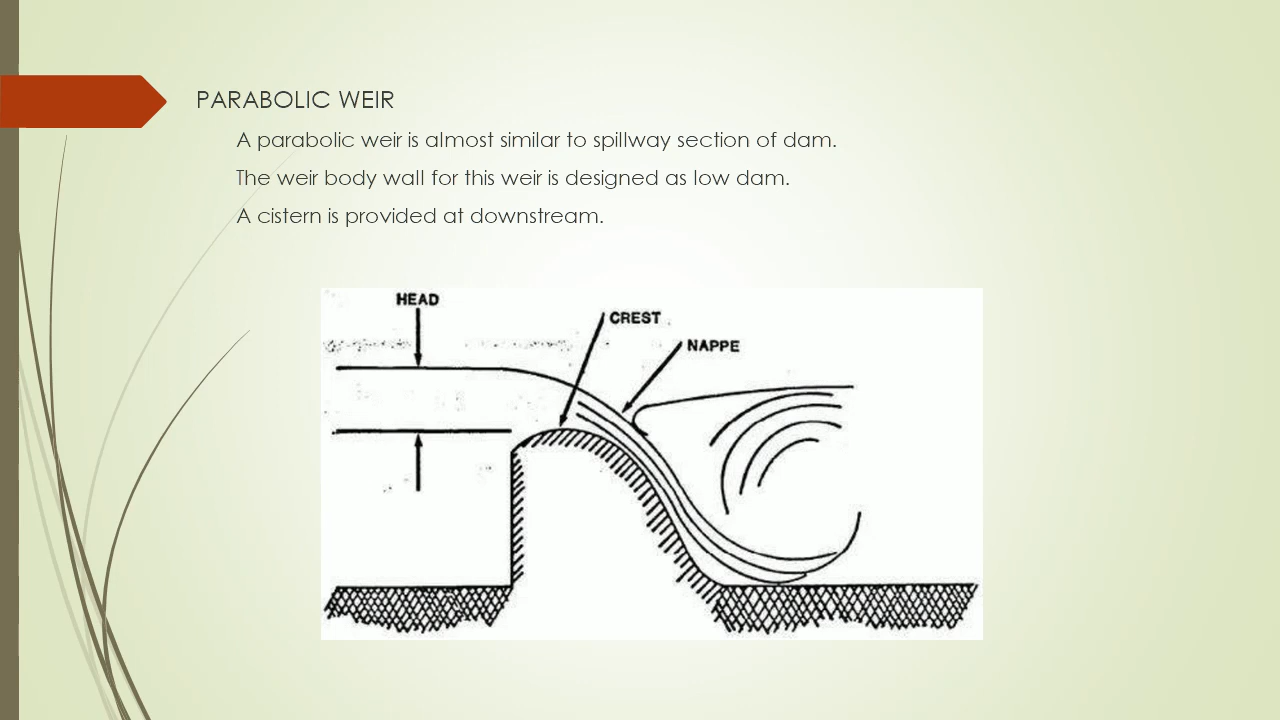 PARABOLIC WEIR
A parabolic weir is almost similar to spillway section of dam.
The weir body wall for this weir is designed as low dam.
A cistern is provided at downstream.
HEAD
CREST
NAPPE